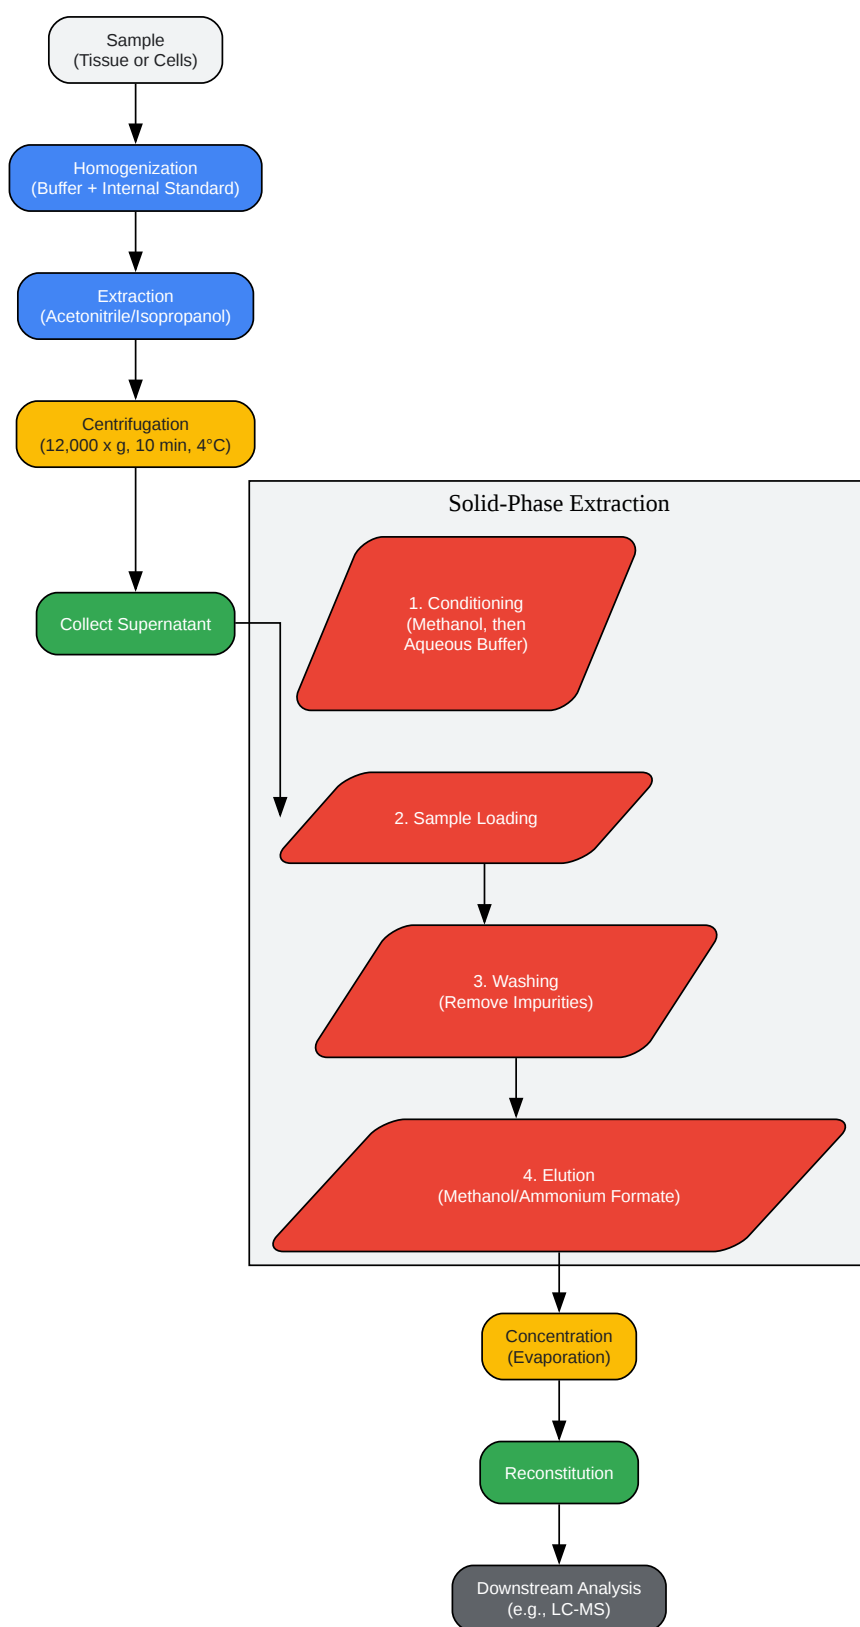 Sample
(Tissue or Cells)
Homogenization
(Buffer + Internal Standard)
Extraction
(Acetonitrile/Isopropanol)
Centrifugation
(12,000 x g, 10 min, 4°C)
Collect Supernatant
Solid-Phase Extraction
1. Conditioning
(Methanol, then
Aqueous Buffer)
2. Sample Loading
3. Washing
(Remove Impurities)
4. Elution
(Methanol/Ammonium Formate)
Concentration
(Evaporation)
Reconstitution
Downstream Analysis
(e.g., LC-MS)